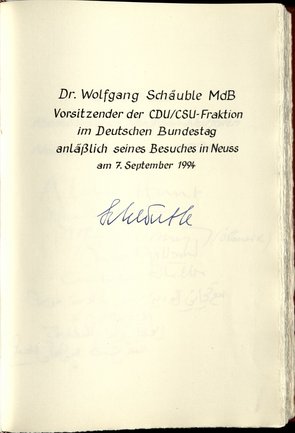 Dr. Wolfgang Schäuble MdB
Vorsitzender der CDU/CSU-Fraktion
im Deutschen Bundestag
anläßlich seines Besuches in Neuss
am 7. September 1994
Schäuble